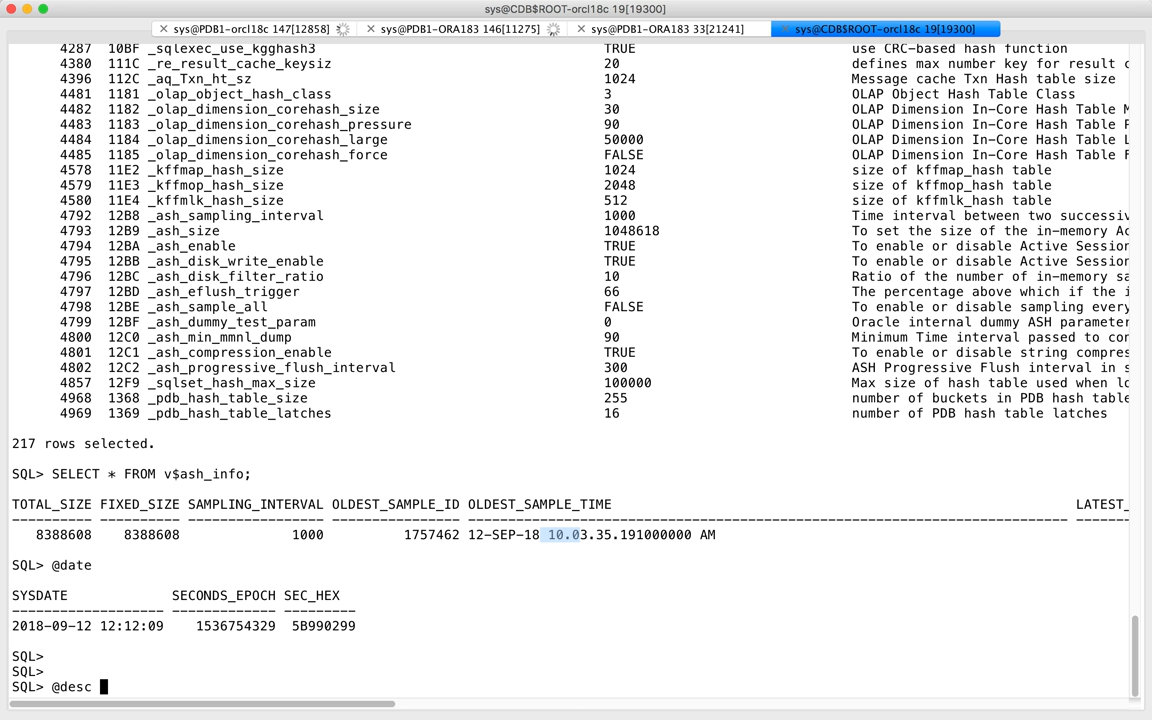 sys@CDB$ROOT-orcl18c 19[19300]
sys@PDB1-orcl18c 147[12858] sys@PDB1-ORA183 146[11275] sys@PDB1-ORA183 33[21241] sys@CDB$ROOT-orcl18c 19[19300]
4287 10BF _sqlexec_use_kgghash3 TRUE use CRC-based hash function
4380 111C _re_result_cache_keysiz 20 defines max number key for result c
4396 112C _aq_Txn_ht_sz 1024 Message cache Txn Hash table size
4481 1181 _olap_object_hash_class 3 OLAP Object Hash Table Class
4482 1182 _olap_dimension_corehash_size 30 OLAP Dimension In-Core Hash Table M
4483 1183 _olap_dimension_corehash_pressure 90 OLAP Dimension In-Core Hash Table P
4484 1184 _olap_dimension_corehash_large 50000 OLAP Dimension In-Core Hash Table L
4485 1185 _olap_dimension_corehash_force FALSE OLAP Dimension In-Core Hash Table F
4578 11E2 _kffmap_hash_size 1024 size of kffmap_hash table
4579 11E3 _kffmop_hash_size 2048 size of kffmop_hash table
4580 11E4 _kffmlk_hash_size 512 size of kffmlk_hash table
4792 12B8 _ash_sampling_interval 1000 Time interval between two successiv
4793 12B9 _ash_size 1048618 To set the size of the in-memory Ac
4794 12BA _ash_enable TRUE To enable or disable Active Session
4795 12BB _ash_disk_write_enable TRUE To enable or disable Active Session
4796 12BC _ash_disk_filter_ratio 10 Ratio of the number of in-memory sa
4797 12BD _ash_eflush_trigger 66 The percentage above which if the i
4798 12BE _ash_sample_all FALSE To enable or disable sampling every
4799 12BF _ash_dummy_test_param 0 Oracle internal dummy ASH parameter
4800 12C0 _ash_min_mmnl_dump 90 Minimum Time interval passed to con
4801 12C1 _ash_compression_enable TRUE To enable or disable string compres
4802 12C2 _ash_progressive_flush_interval 300 ASH Progressive Flush interval in s
4857 12F9 _sqlset_hash_max_size 100000 Max size of hash table used when lo
4968 1368 _pdb_hash_table_size 255 number of buckets in PDB hash table
4969 1369 _pdb_hash_table_latches 16 number of PDB hash table latches
217 rows selected.
SQL> SELECT * FROM v$ash_info;
TOTAL_SIZE FIXED_SIZE SAMPLING_INTERVAL OLDEST_SAMPLE_ID OLDEST_SAMPLE_TIME LATEST_
8388608 8388608 1000 1757462 12-SEP-18 10.03.35.191000000 AM
SQL> @date
SYSDATE SECONDS_EPOCH SEC_HEX
2018-09-12 12:12:09 1536754329 5B990299
SQL>
SQL>
SQL> @desc